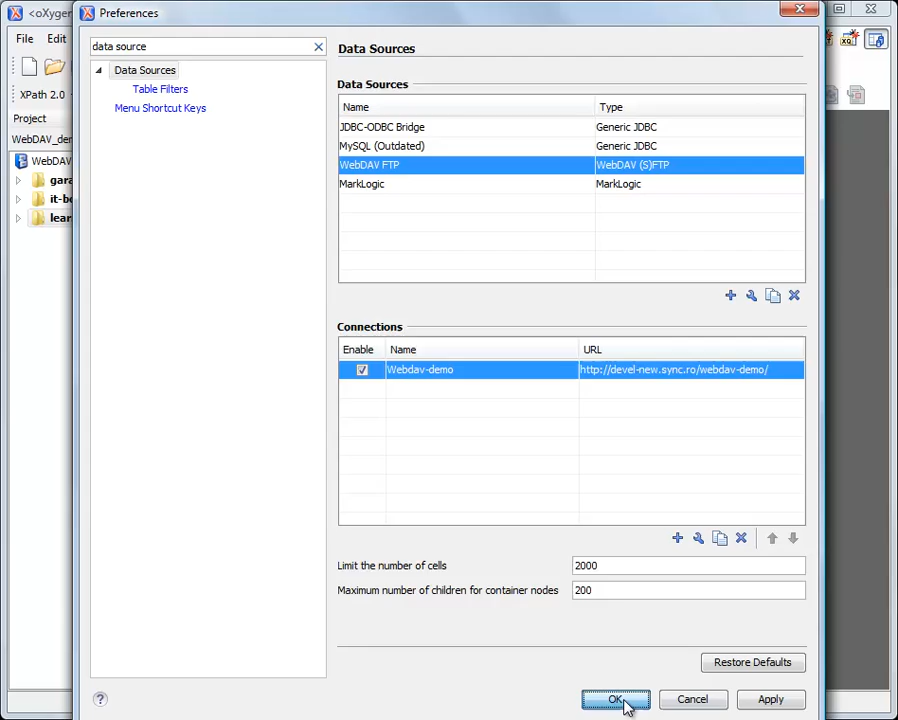 <oXyger
Preferences
File Edit
XPath 2.0
Project
WebDAV_der
WebDAV
gara
it-bo
lear
data source
Data Sources
Table Filters
Menu Shortcut Keys
Data Sources
Data Sources
Name Type
JDBC-ODBC Bridge Generic JDBC
MySQL (Outdated) Generic JDBC
WebDAV FTP WebDAV (S)FTP
MarkLogic MarkLogic
Connections
Enable Name URL
Webdav-demo http://devel-new.sync.ro/webdav-demo/
Limit the number of cells 2000
Maximum number of children for container nodes 200
Restore Defaults
OK Cancel Apply